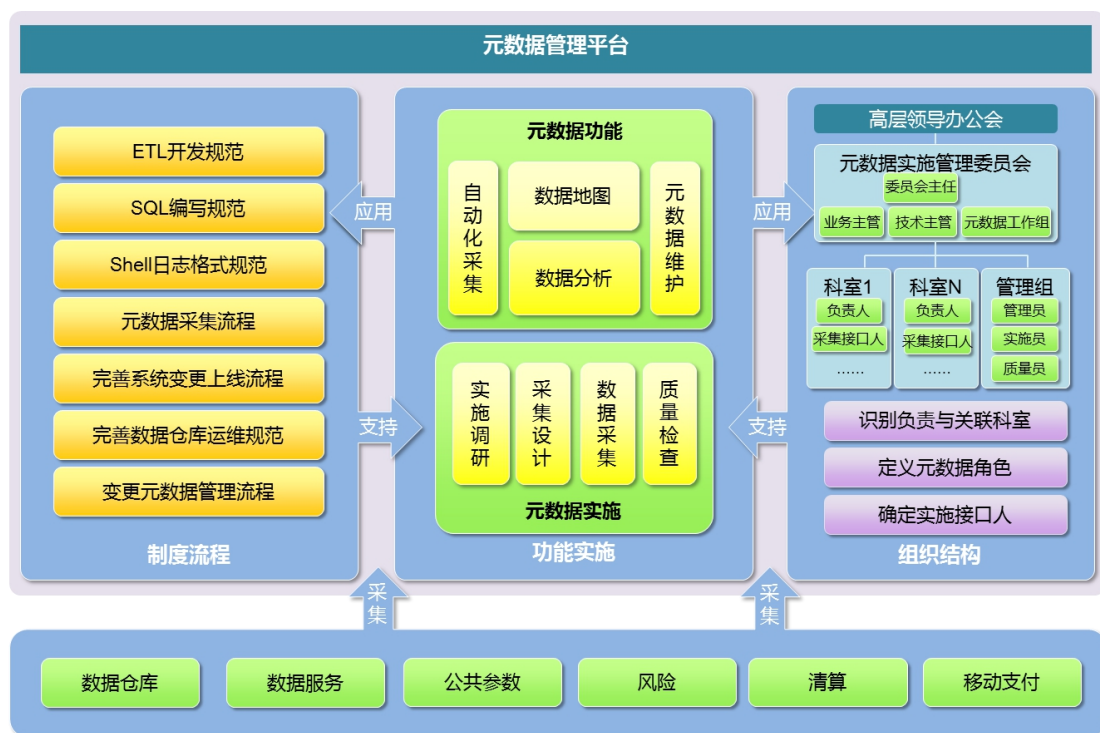 元数据管理平台
ETL开发规范
SQL编写规范
Shell日志格式规范
元数据采集流程
完善系统变更上线流程
完善数据仓库运维规范
变更元数据管理流程
制度流程
应用
支持
元数据功能
自动化采集
数据地图
数据分析
元数据维护
实施调研
采集设计
数据采集
质量检查
元数据实施
功能实施
应用
支持
高层领导办公会
元数据实施管理委员会
委员会主任
业务主管
技术主管
元数据工作组
科室1
负责人
采集接口人
……
科室N
负责人
采集接口人
……
管理组
管理员
实施员
质量员
识别负责与关联科室
定义元数据角色
确定实施接口人
组织结构
采集
采集
数据仓库
数据服务
公共参数
风险
清算
移动支付